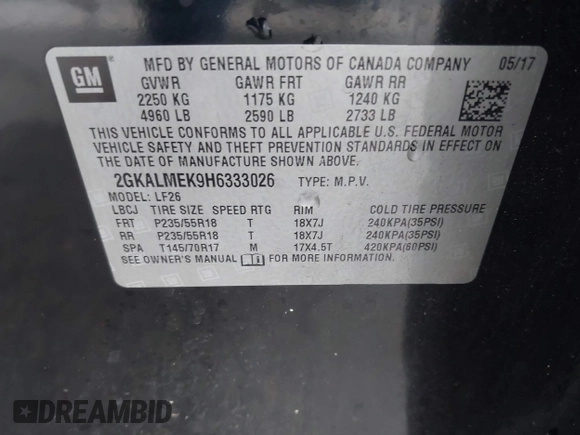 GM
MFD BY GENERAL MOTORS OF CANADA COMPANY 05/17
GVWR GAWR FRT GAWR RR
2250 KG 1175 KG 1240 KG
4960 LB 2590 LB 2733 LB
THIS VEHICLE CONFORMS TO ALL APPLICABLE U.S. FEDERAL MOTOR
VEHICLE SAFETY AND THEFT PREVENTION STANDARDS IN EFFECT ON
THE DATE OF MANUFACTURE SHOWN ABOVE.
2GKALMEK9H6333026 TYPE: M.P.V.
MODEL: LF26
LBCJ TIRE SIZE SPEED RTG RIM COLD TIRE PRESSURE
FRT P235/55R18 T 18X7J 240KPA(35PSI)
RR P235/55R18 T 18X7J 240KPA(35PSI)
SPA T145/70R17 M 17X4.5T 420KPA(60PSI)
SEE OWNER'S MANUAL FOR MORE INFORMATION.
DREAMBID